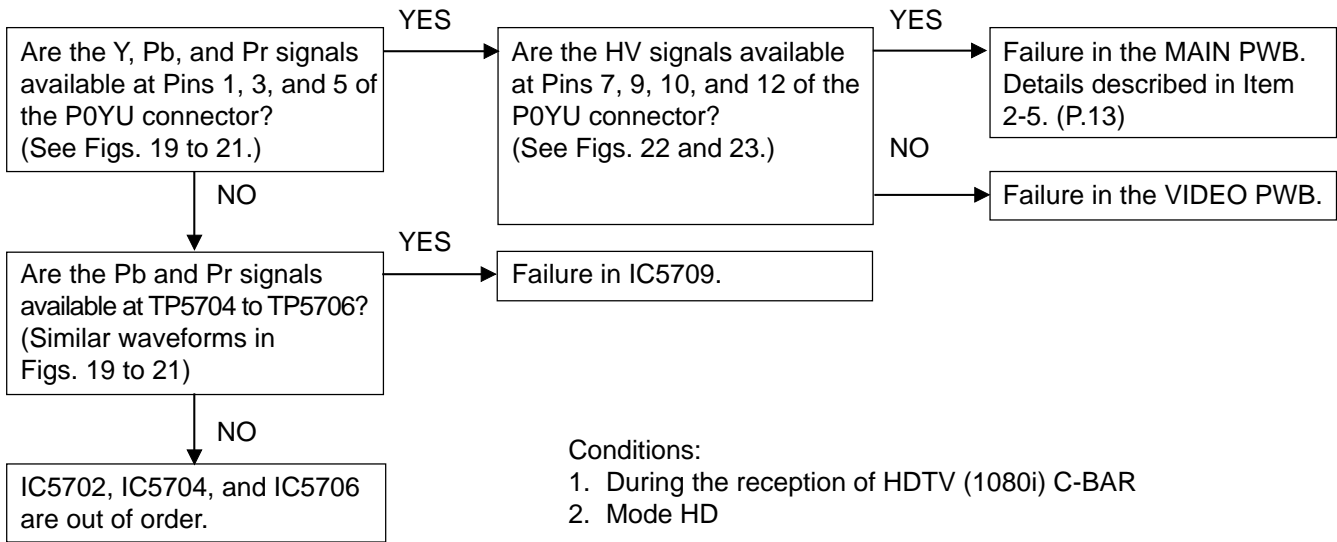 YES
YES
Are the Y, Pb, and Pr signals
available at Pins 1, 3, and 5 of
the P0YU connector?
(See Figs. 19 to 21.)
Are the HV signals available
at Pins 7, 9, 10, and 12 of the
P0YU connector?
(See Figs. 22 and 23.)
Failure in the MAIN PWB.
Details described in Item
2-5. (P.13)
NO
NO
Failure in the VIDEO PWB.
YES
Are the Pb and Pr signals
available at TP5704 to TP5706?
(Similar waveforms in
Figs. 19 to 21)
Failure in IC5709.
NO
IC5702, IC5704, and IC5706
are out of order.
Conditions:
1. During the reception of HDTV (1080i) C-BAR
2. Mode HD